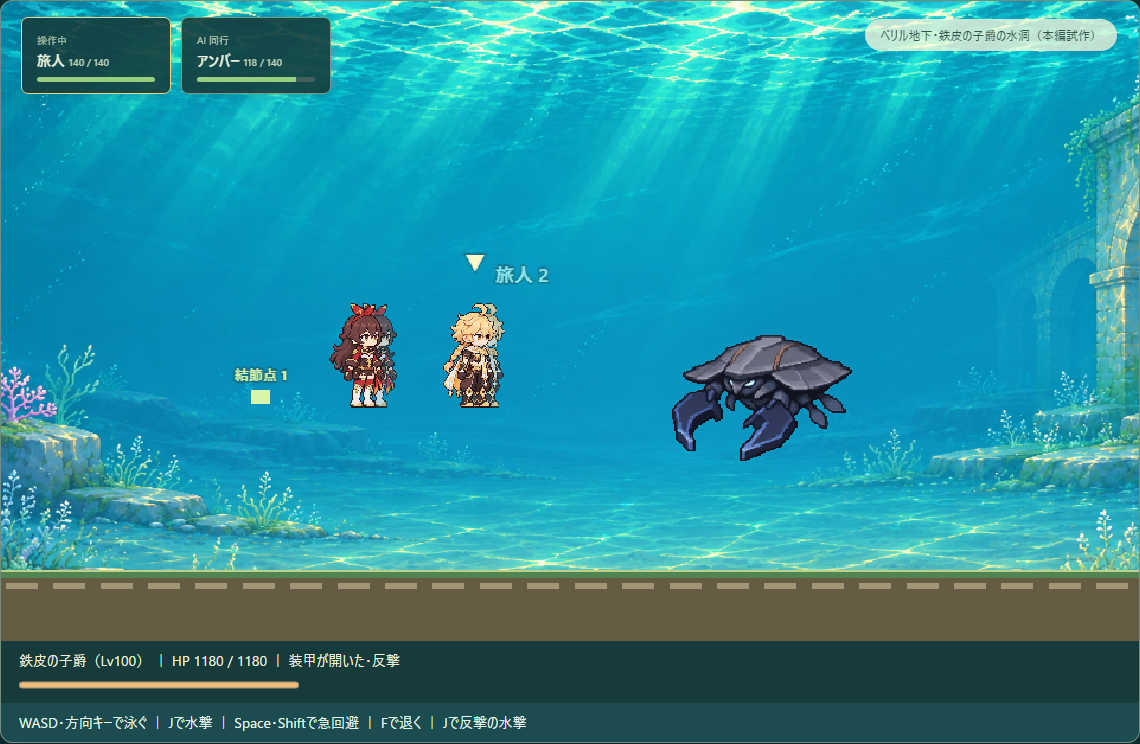 操作中
旅人 140 / 140
AI 同行
アンバー 118 / 140
ベリル地下・鉄皮の子爵の水洞（本編試作）
旅人 2
結節点 1
鉄皮の子爵（Lv100） | HP 1180 / 1180 | 装甲が開いた・反撃
WASD・方向キーで泳ぐ | Jで水撃 | Space・Shiftで急回避 | Fで退く | Jで反撃の水撃